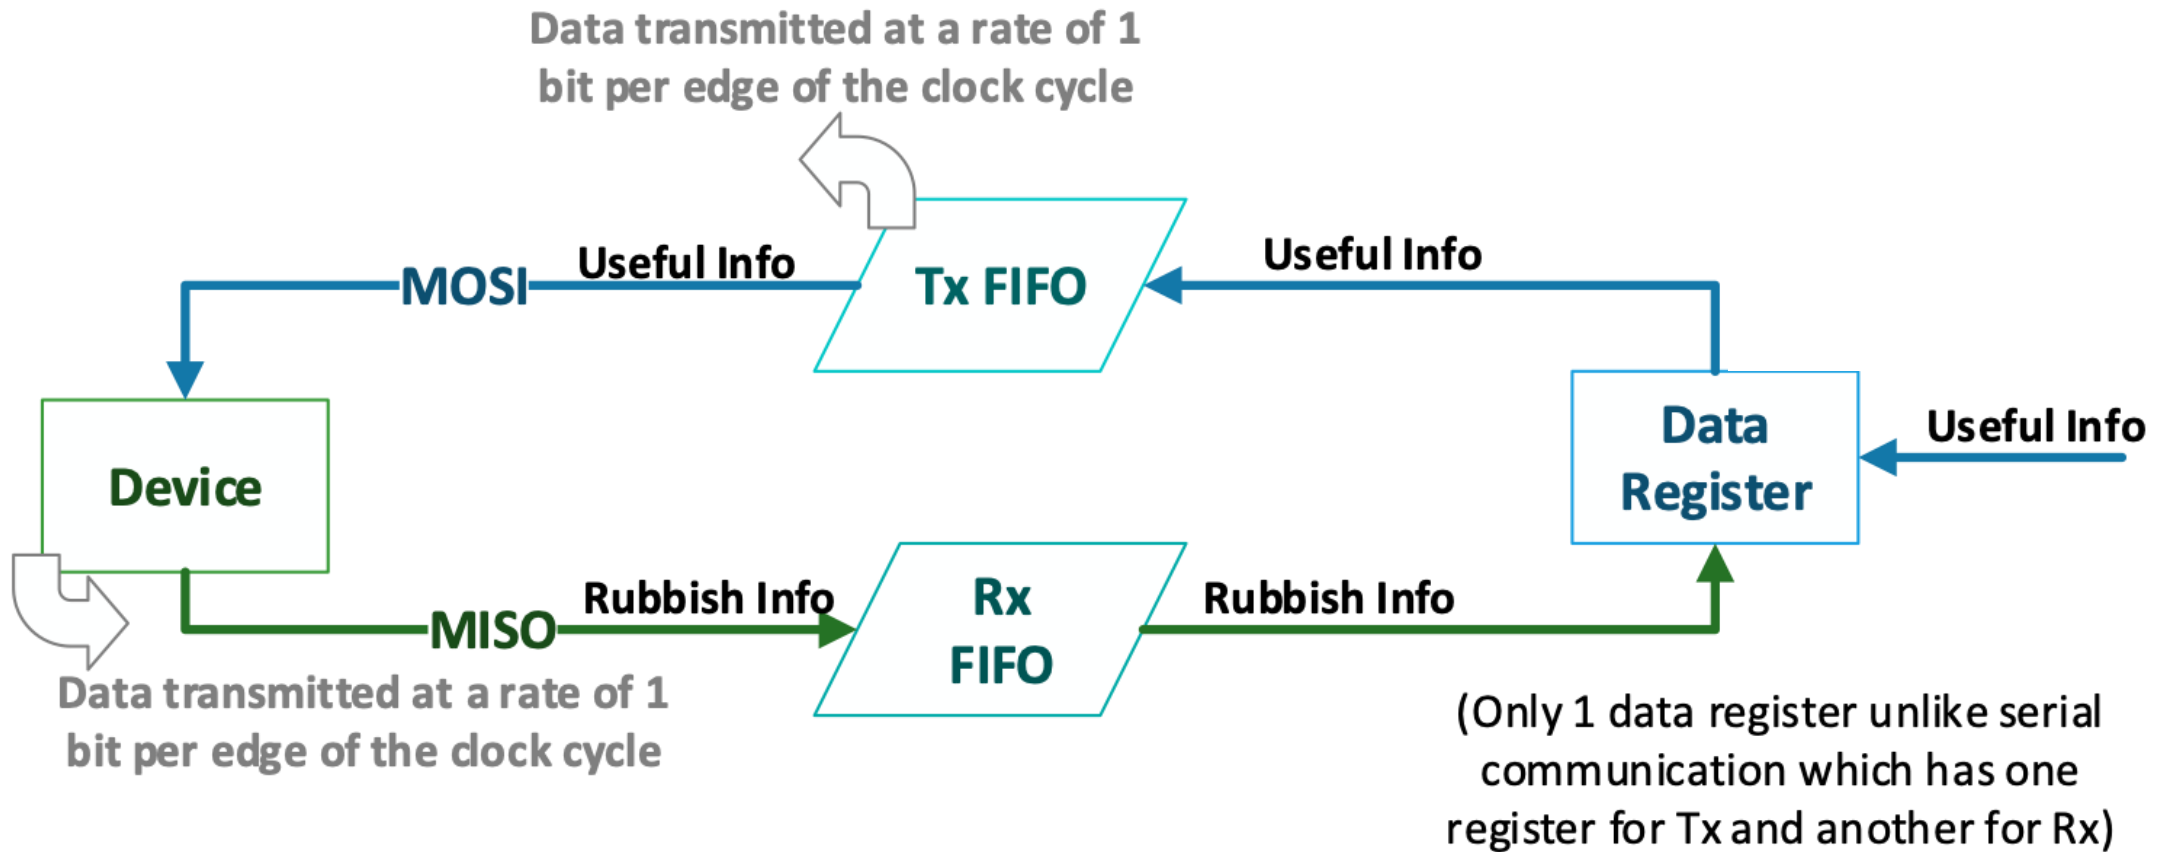 Data transmitted at a rate of 1
bit per edge of the clock cycle
MOSI
Useful Info
Tx FIFO
Useful Info
Data
Register
Useful Info
Device
MISO
Rubbish Info
Rx
FIFO
Rubbish Info
Data transmitted at a rate of 1
bit per edge of the clock cycle
(Only 1 data register unlike serial
communication which has one
register for Tx and another for Rx)